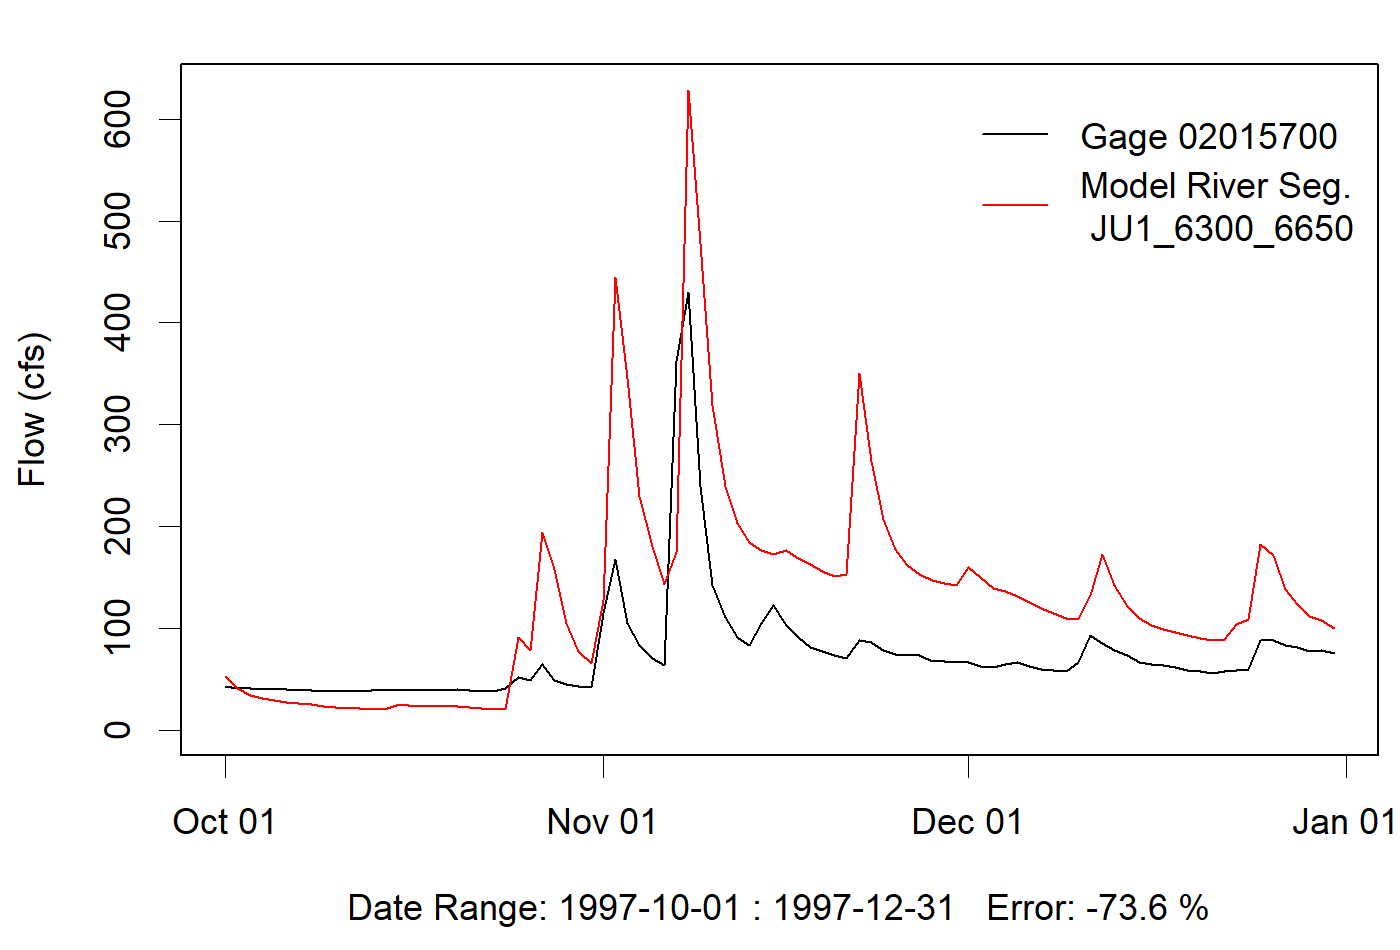 Gage 02015700
Model River Seg.
JU1_6300_6650
Flow (cfs)
600
500
400
300
200
100
0
Oct 01
Nov 01
Dec 01
Jan 01
Date Range: 1997-10-01 : 1997-12-31 Error: -73.6 %